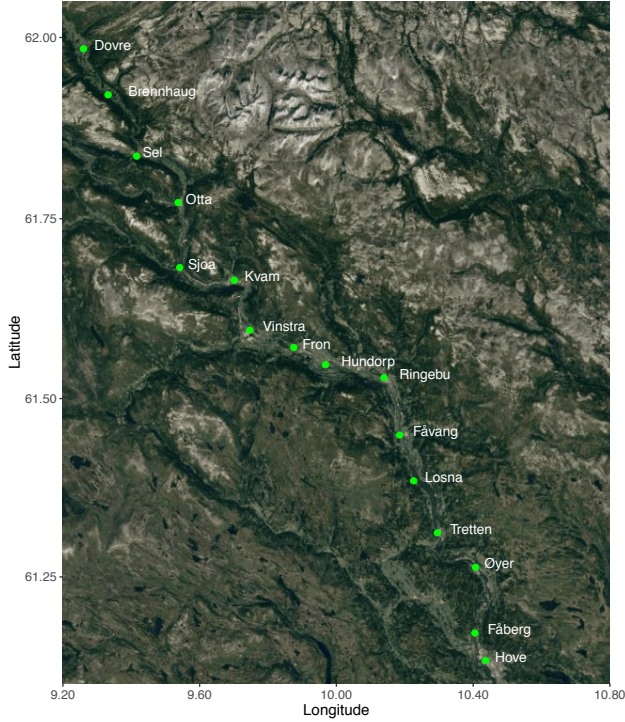 62.00
Dovre
Brennhaug
Sel
Otta
61.75
Sjoa
Kvam
Vinstra
Fron
Hundorp
Ringebu
61.50
Fåvang
Losna
Tretten
Øyer
61.25
Fåberg
Hove
9.20 9.60 10.00 10.40 10.80
Longitude
Latitude